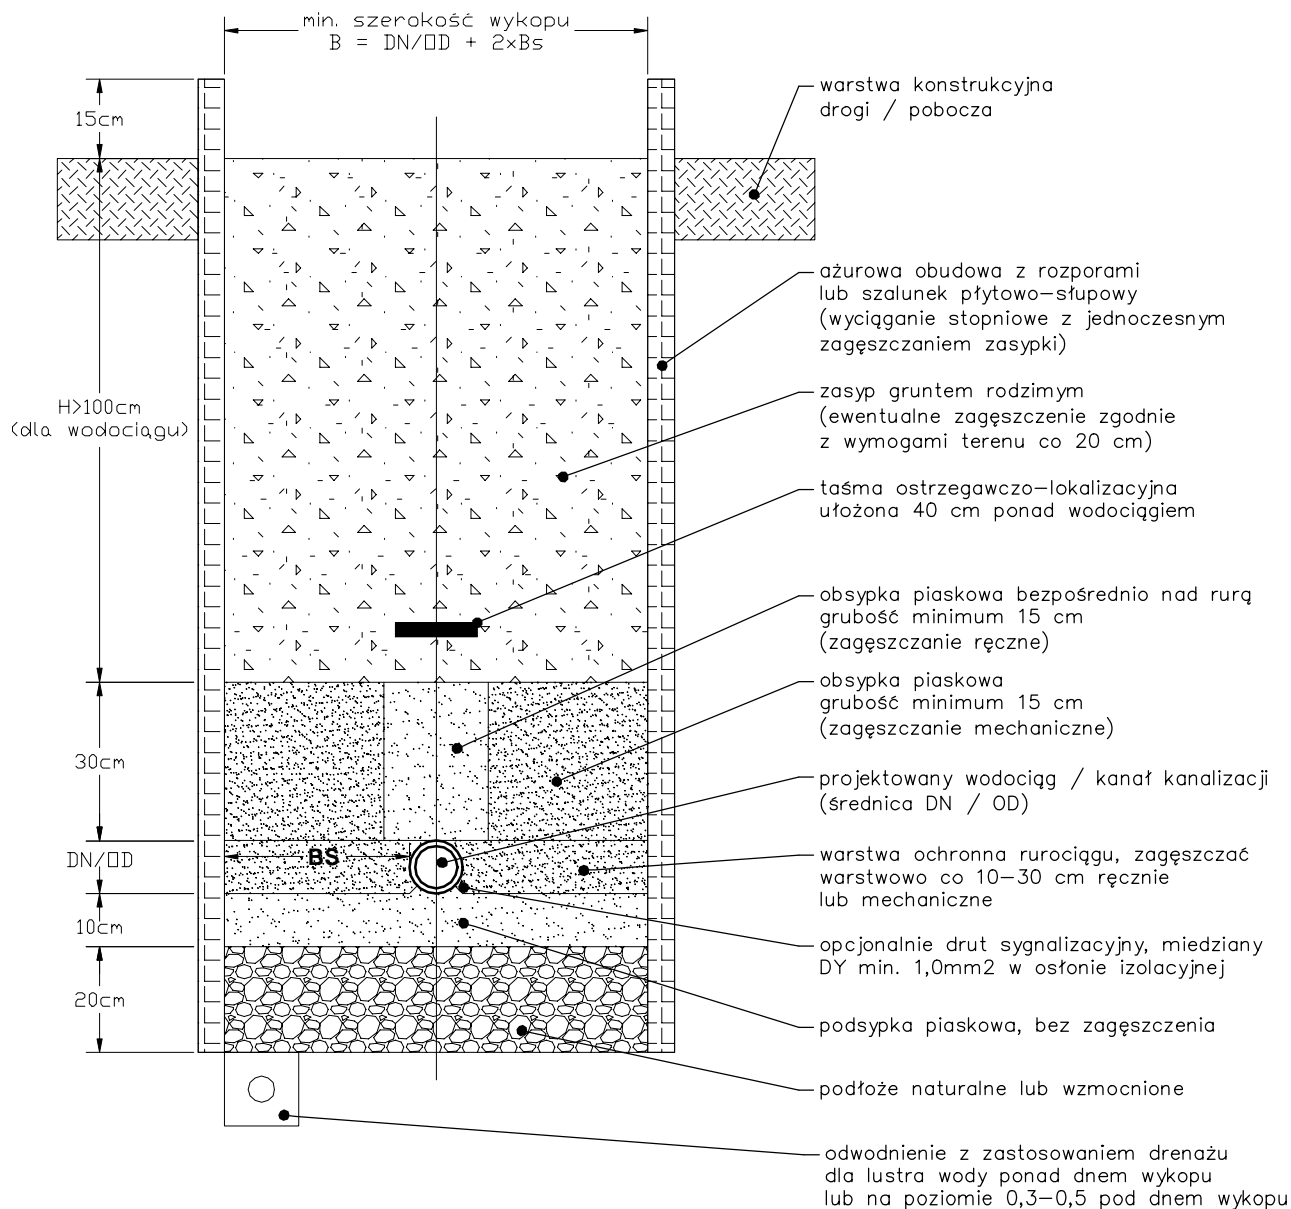 min. szerokość wykopu
B = DN/□D + 2xBs
15cm
warstwa konstrukcyjna
drogi / pobocza
ażurowa obudowa z rozporami
lub szalunek płytowo-słupowy
(wyciąganie stopniowe z jednoczesnym
zagęszczaniem zasypki)
H>100cm
(dla wodociągu)
zasyp gruntem rodzimym
(ewentualne zagęszczenie zgodnie
z wymogami terenu co 20 cm)
taśma ostrzegawczo-lokalizacyjna
ułożona 40 cm ponad wodociągiem
obsypka piaskowa bezpośrednio nad rurą
grubość minimum 15 cm
(zagęszczanie ręczne)
obsypka piaskowa
grubość minimum 15 cm
(zagęszczanie mechaniczne)
30cm
projektowany wodociąg / kanał kanalizacji
(średnica DN / OD)
DN/□D
BS
warstwa ochronna rurociągu, zagęszczać
warstwowo co 10-30 cm ręcznie
lub mechaniczne
10cm
opcjonalnie drut sygnalizacyjny, miedziany
DY min. 1,0mm2 w osłonie izolacyjnej
20cm
podsypka piaskowa, bez zagęszczenia
podłoże naturalne lub wzmocnione
odwodnienie z zastosowaniem drenażu
dla lustra wody ponad dnem wykopu
lub na poziomie 0,3-0,5 pod dnem wykopu